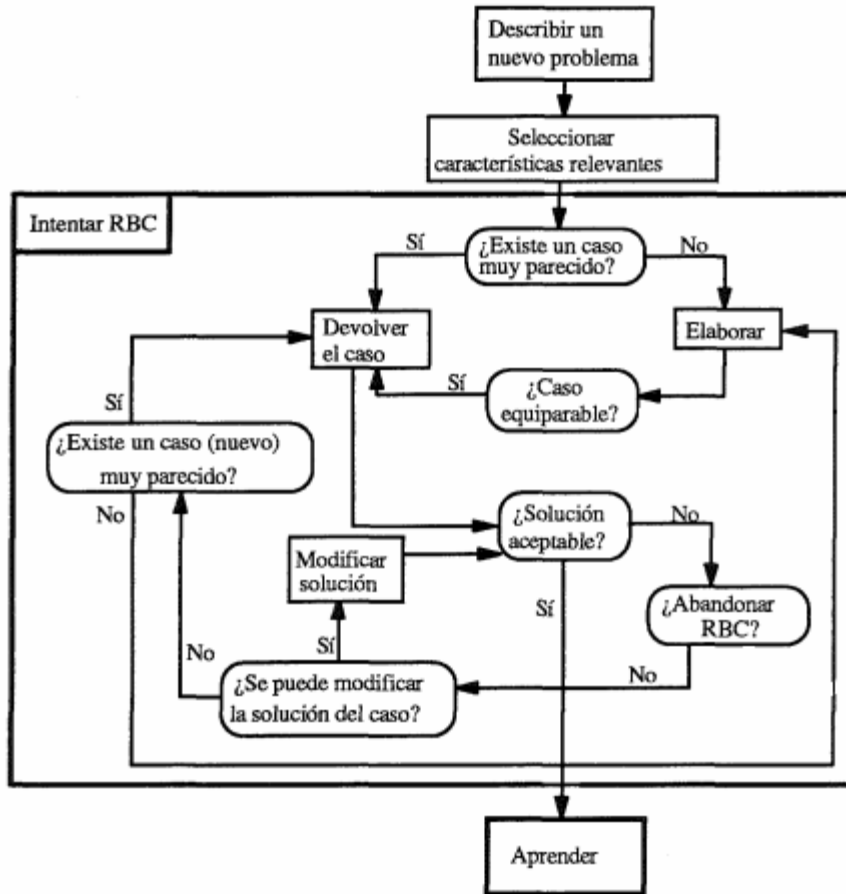 Describir un
nuevo problema
Seleccionar
características relevantes
Intentar RBC
¿Existe un caso
muy parecido?
Sí
No
Devolver
el caso
Elaborar
Sí
¿Caso
equiparable?
Sí
¿Existe un caso (nuevo)
muy parecido?
No
¿Solución
aceptable?
No
Modificar
solución
Sí
¿Abandonar
RBC?
No
Sí
No
¿Se puede modificar
la solución del caso?
Aprender